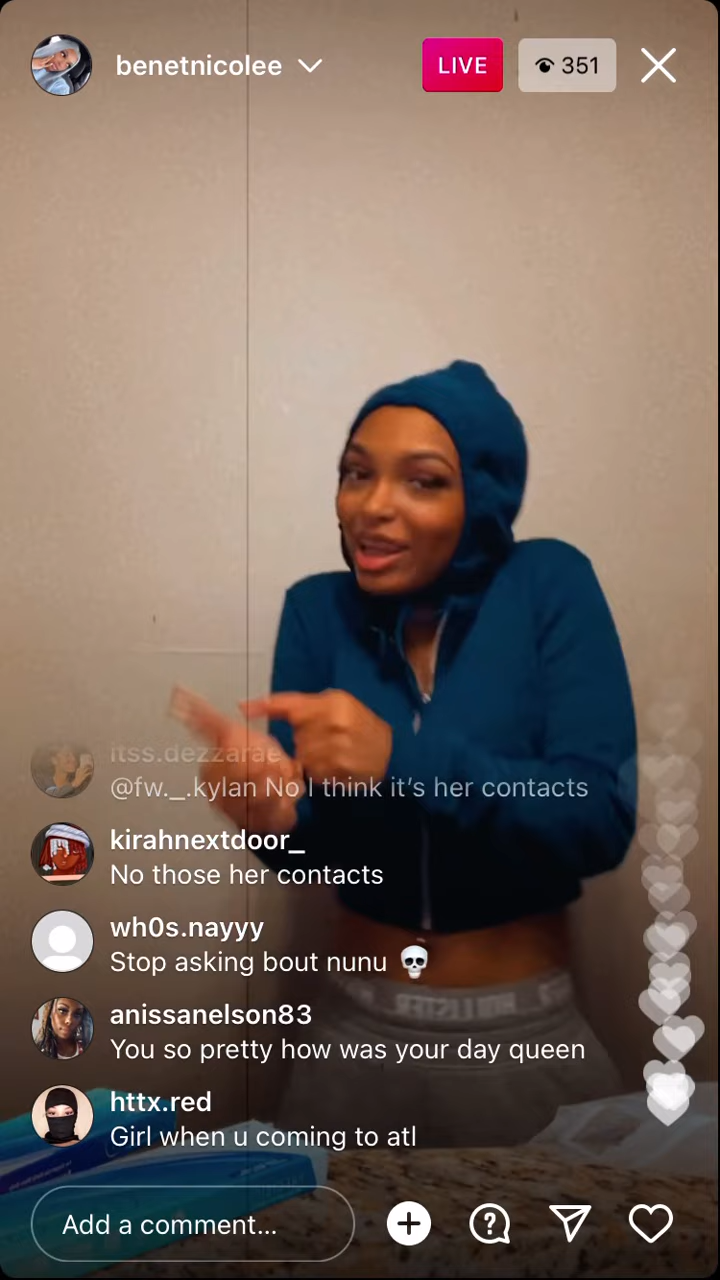 benetnicolee
LIVE
351
itss.dezzarae
@fw._.kylan No I think it's her contacts
kirahnextdoor_
No those her contacts
wh0s.nayyy
Stop asking bout nunu 💀
anissanelson83
You so pretty how was your day queen
httx.red
Girl when u coming to atl
Add a comment...